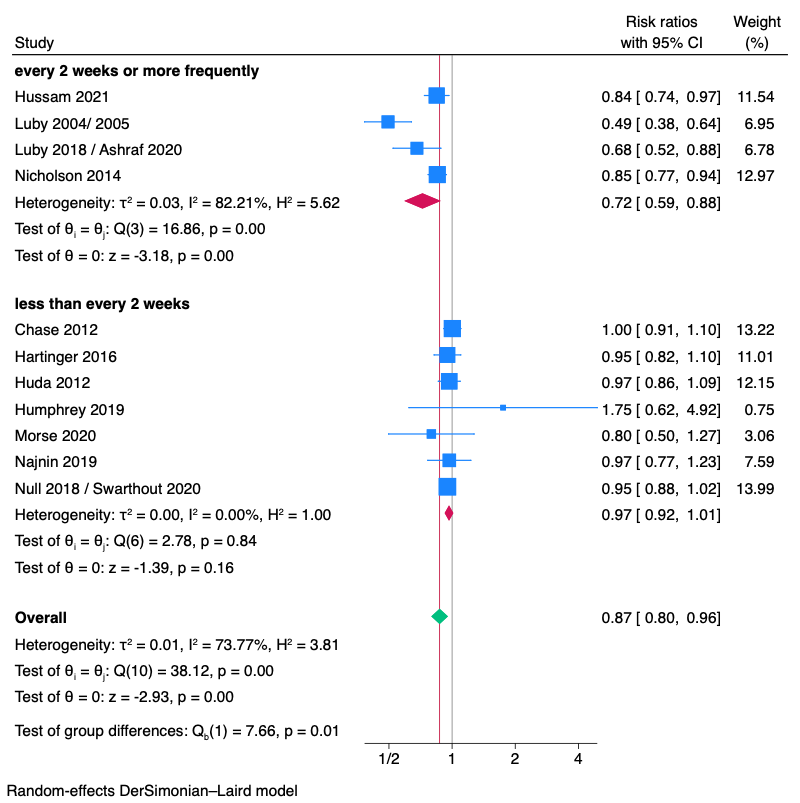 Risk ratios Weight
Study with 95% CI (%)
every 2 weeks or more frequently
Hussam 2021 0.84 [ 0.74, 0.97] 11.54
Luby 2004/ 2005 0.49 [ 0.38, 0.64] 6.95
Luby 2018 / Ashraf 2020 0.68 [ 0.52, 0.88] 6.78
Nicholson 2014 0.85 [ 0.77, 0.94] 12.97
Heterogeneity: τ² = 0.03, I² = 82.21%, H² = 5.62 0.72 [ 0.59, 0.88]
Test of θᵢ = θⱼ: Q(3) = 16.86, p = 0.00
Test of θ = 0: z = -3.18, p = 0.00
less than every 2 weeks
Chase 2012 1.00 [ 0.91, 1.10] 13.22
Hartinger 2016 0.95 [ 0.82, 1.10] 11.01
Huda 2012 0.97 [ 0.86, 1.09] 12.15
Humphrey 2019 1.75 [ 0.62, 4.92] 0.75
Morse 2020 0.80 [ 0.50, 1.27] 3.06
Najnin 2019 0.97 [ 0.77, 1.23] 7.59
Null 2018 / Swarthout 2020 0.95 [ 0.88, 1.02] 13.99
Heterogeneity: τ² = 0.00, I² = 0.00%, H² = 1.00 0.97 [ 0.92, 1.01]
Test of θᵢ = θⱼ: Q(6) = 2.78, p = 0.84
Test of θ = 0: z = -1.39, p = 0.16
Overall 0.87 [ 0.80, 0.96]
Heterogeneity: τ² = 0.01, I² = 73.77%, H² = 3.81
Test of θᵢ = θⱼ: Q(10) = 38.12, p = 0.00
Test of θ = 0: z = -2.93, p = 0.00
Test of group differences: Q_b(1) = 7.66, p = 0.01
1/2 1 2 4
Random-effects DerSimonian–Laird model